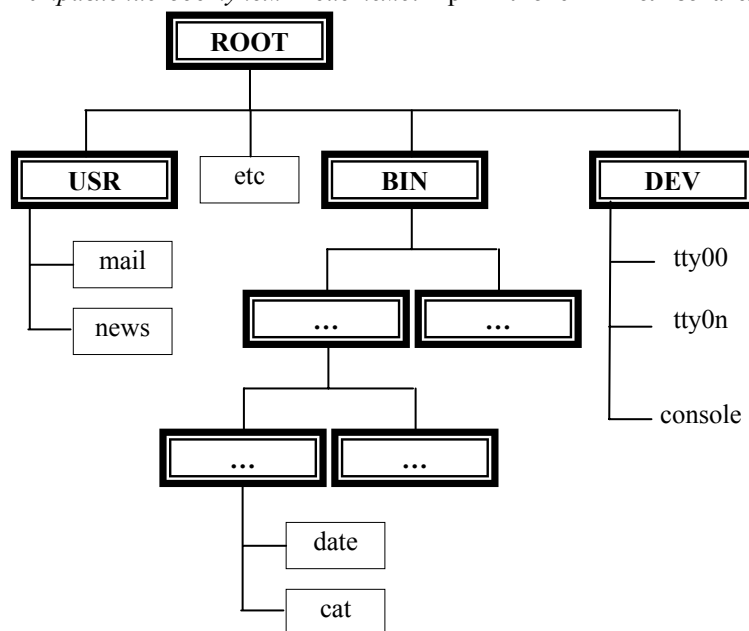 ROOT
USR
etc
BIN
DEV
mail
tty00
news
...
...
tty0n
...
...
console
date
cat